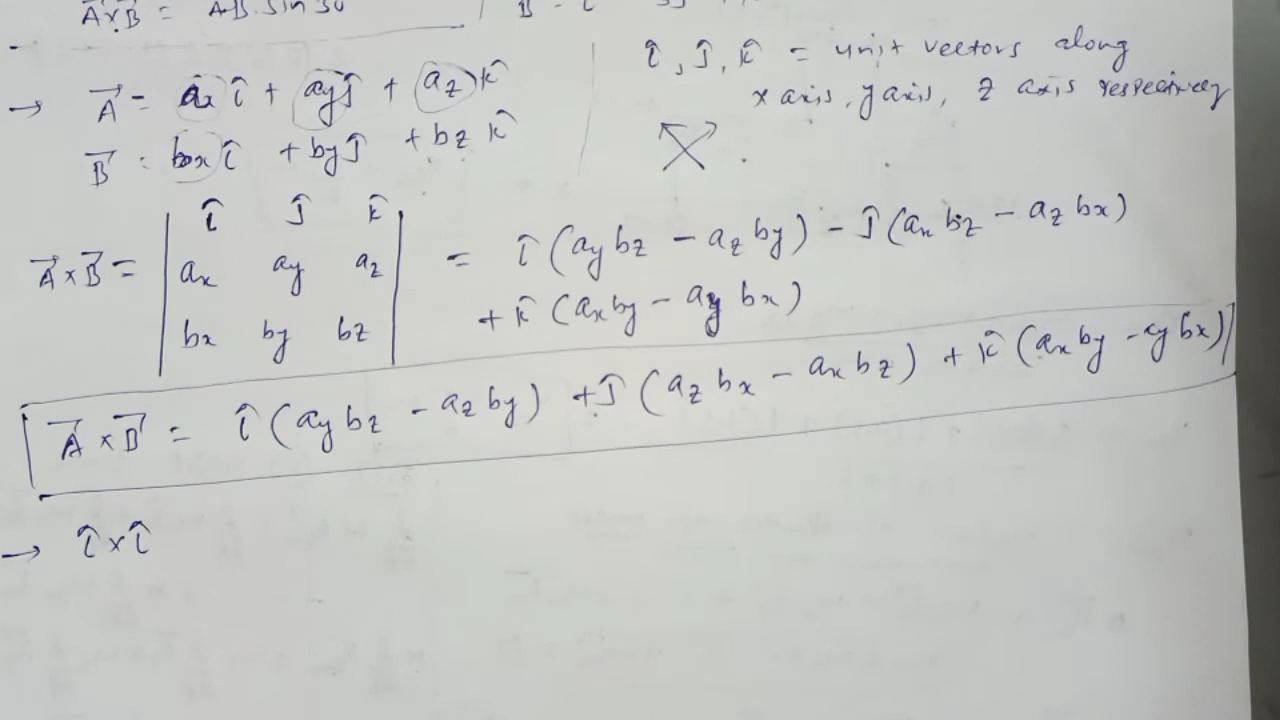 A⃗×B⃗ = AB sin 30
î, ĵ, k̂ = unit vectors along
x axis, y axis, z axis respectively
→ A⃗ = ax î + ay ĵ + az k̂
B⃗ : bx î + by ĵ + bz k̂
î ĵ k̂
A⃗×B⃗ = | ax ay az | = î (ay bz - az by) - ĵ (ax bz - az bx)
bx by bz
+ k̂ (ax by - ay bx)
A⃗ × B⃗ = î (ay bz - az by) + ĵ (az bx - ax bz) + k̂ (ax by - ay bx)
→ î × î